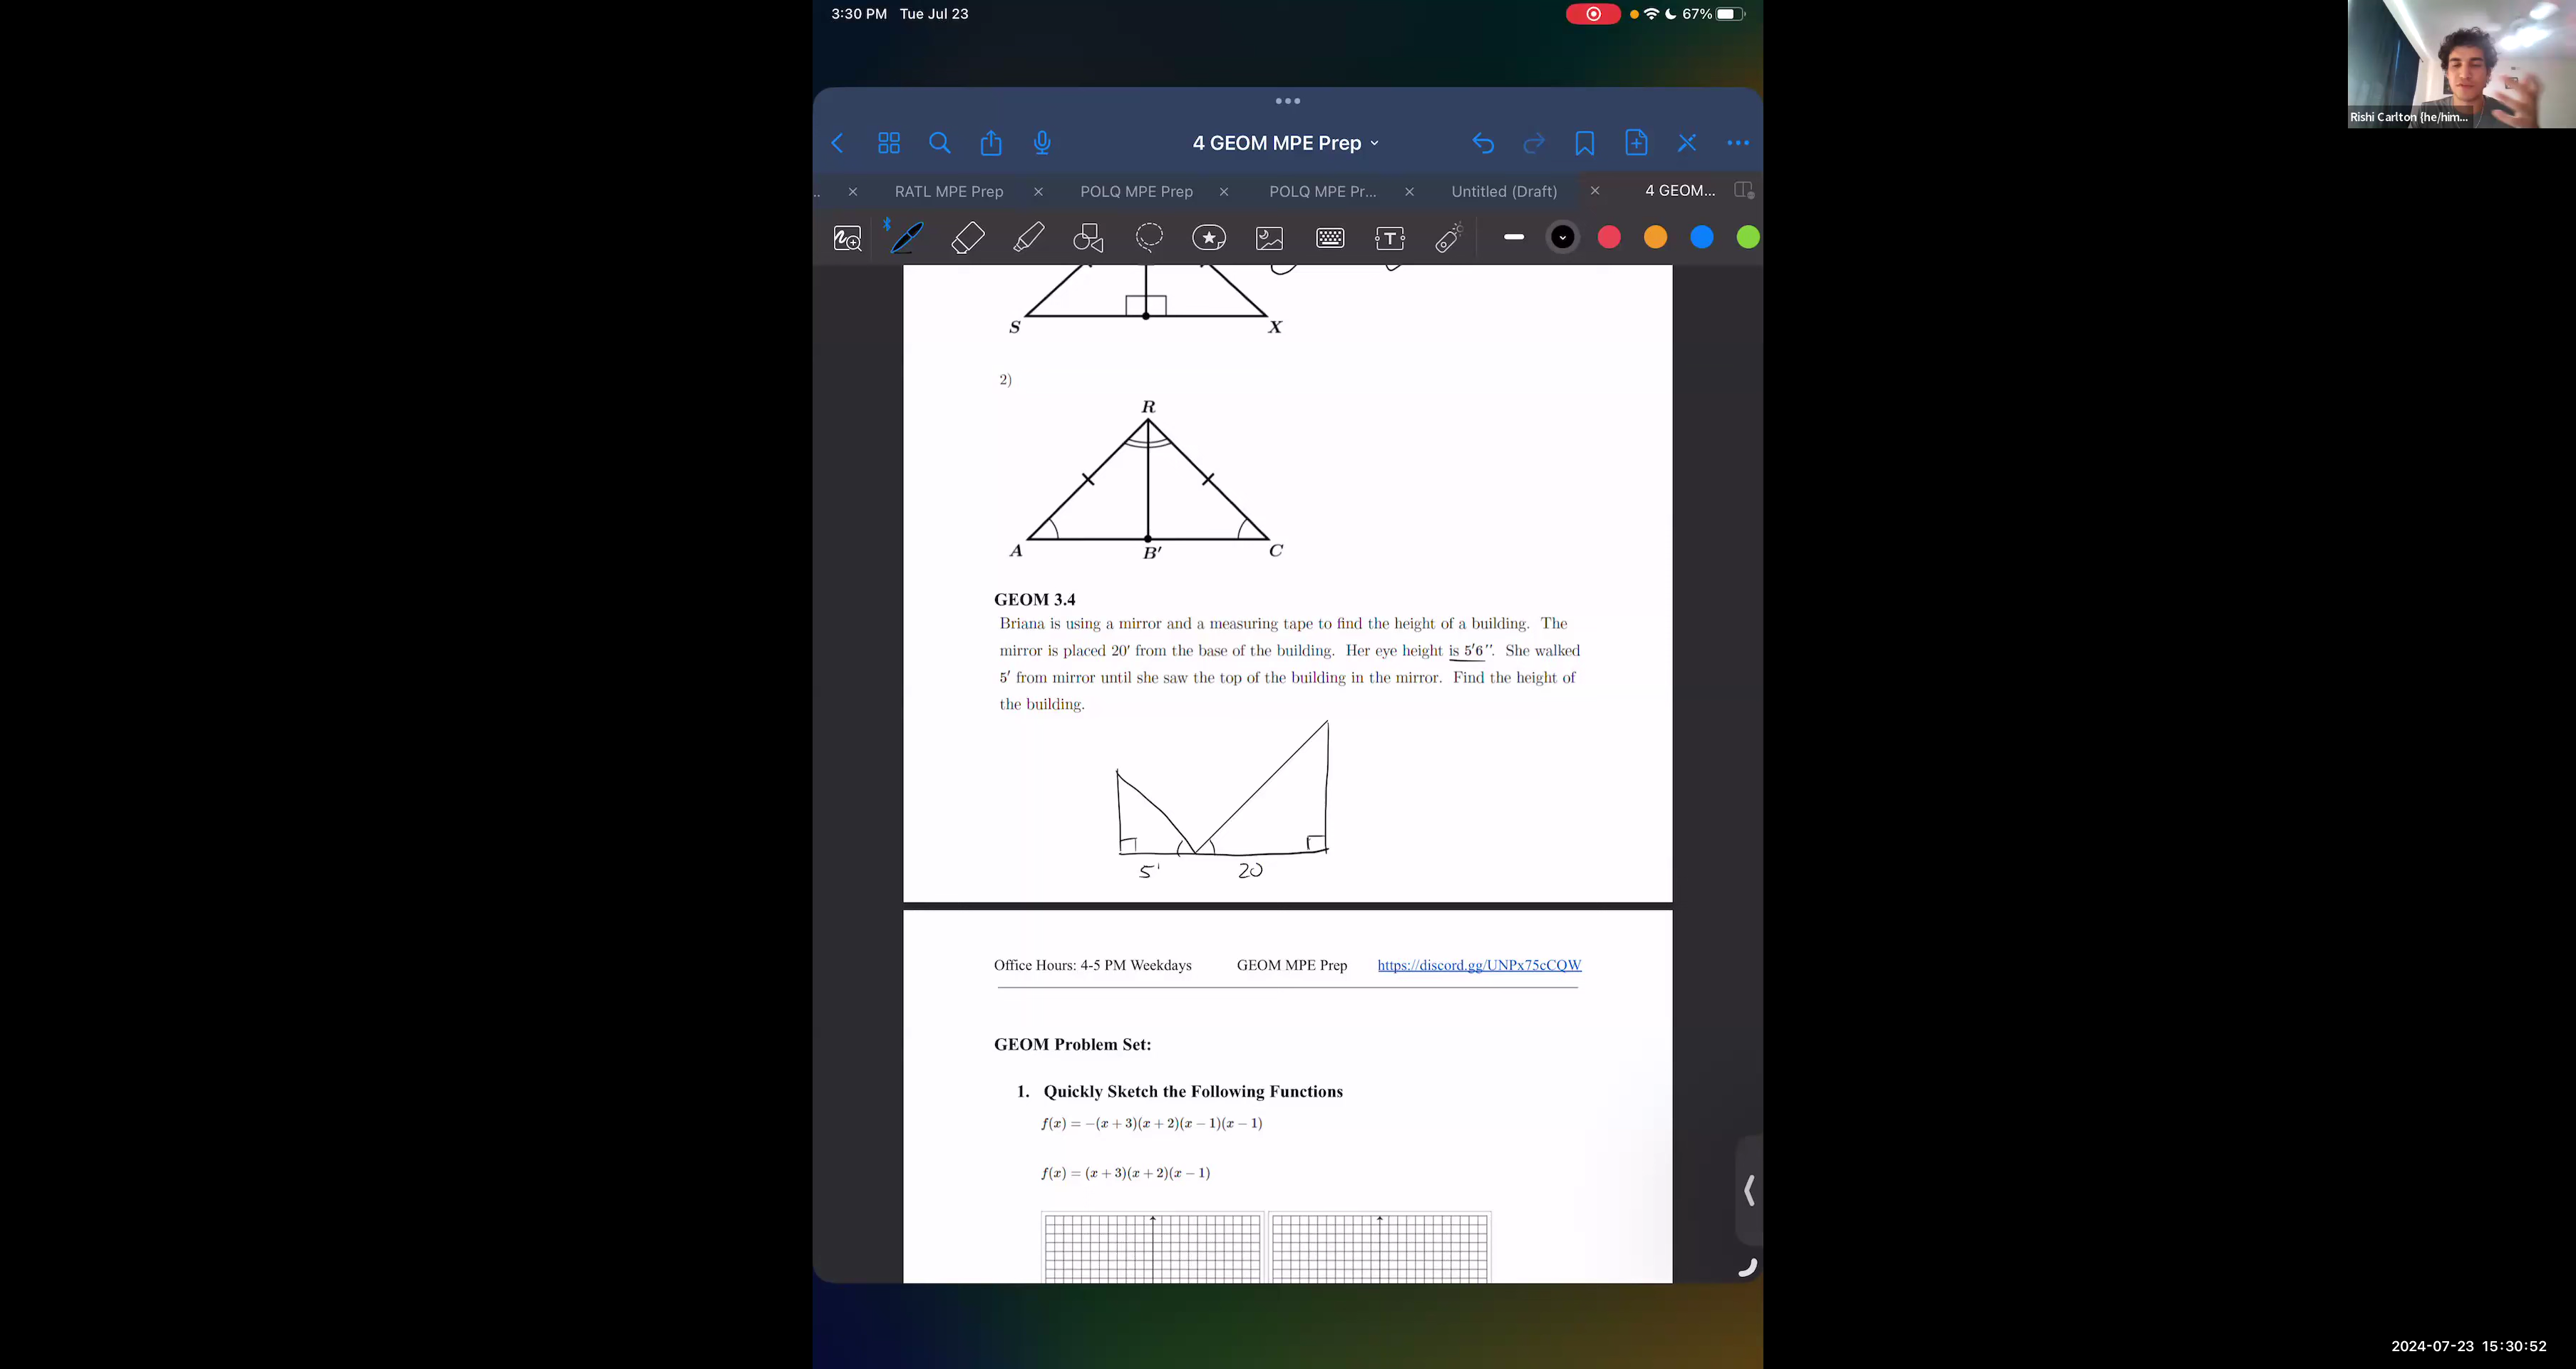 3:30 PM Tue Jul 23
67%
4 GEOM MPE Prep
.. RATL MPE Prep POLQ MPE Prep POLQ MPE Pr... Untitled (Draft) 4 GEOM...
S X
2)
R
A B′ C
GEOM 3.4
Briana is using a mirror and a measuring tape to find the height of a building. The
mirror is placed 20′ from the base of the building. Her eye height is 5′6″. She walked
5′ from mirror until she saw the top of the building in the mirror. Find the height of
the building.
5' 20
Office Hours: 4-5 PM Weekdays GEOM MPE Prep https://discord.gg/UNPx75cCQW
GEOM Problem Set:
1. Quickly Sketch the Following Functions
f(x) = −(x + 3)(x + 2)(x − 1)(x − 1)
f(x) = (x + 3)(x + 2)(x − 1)
Rishi Carlton {he/him...
2024-07-23 15:30:52